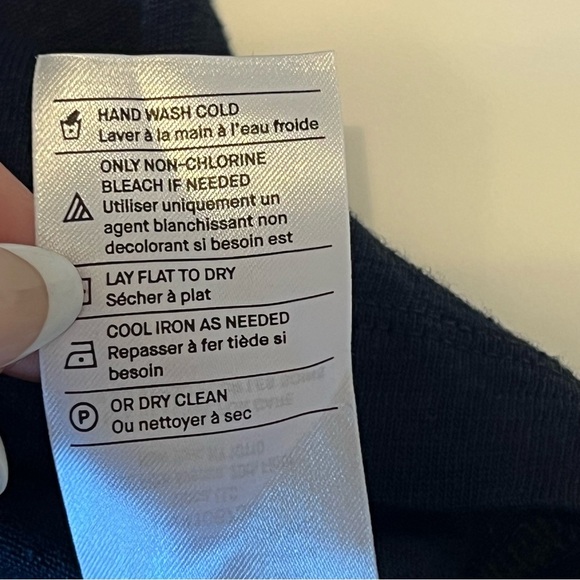 HAND WASH COLD
Laver à la main à l'eau froide
ONLY NON-CHLORINE
BLEACH IF NEEDED
Utiliser uniquement un
agent blanchissant non
decolorant si besoin est
LAY FLAT TO DRY
Sécher à plat
COOL IRON AS NEEDED
Repasser à fer tiède si
besoin
P
OR DRY CLEAN
Ou nettoyer à sec